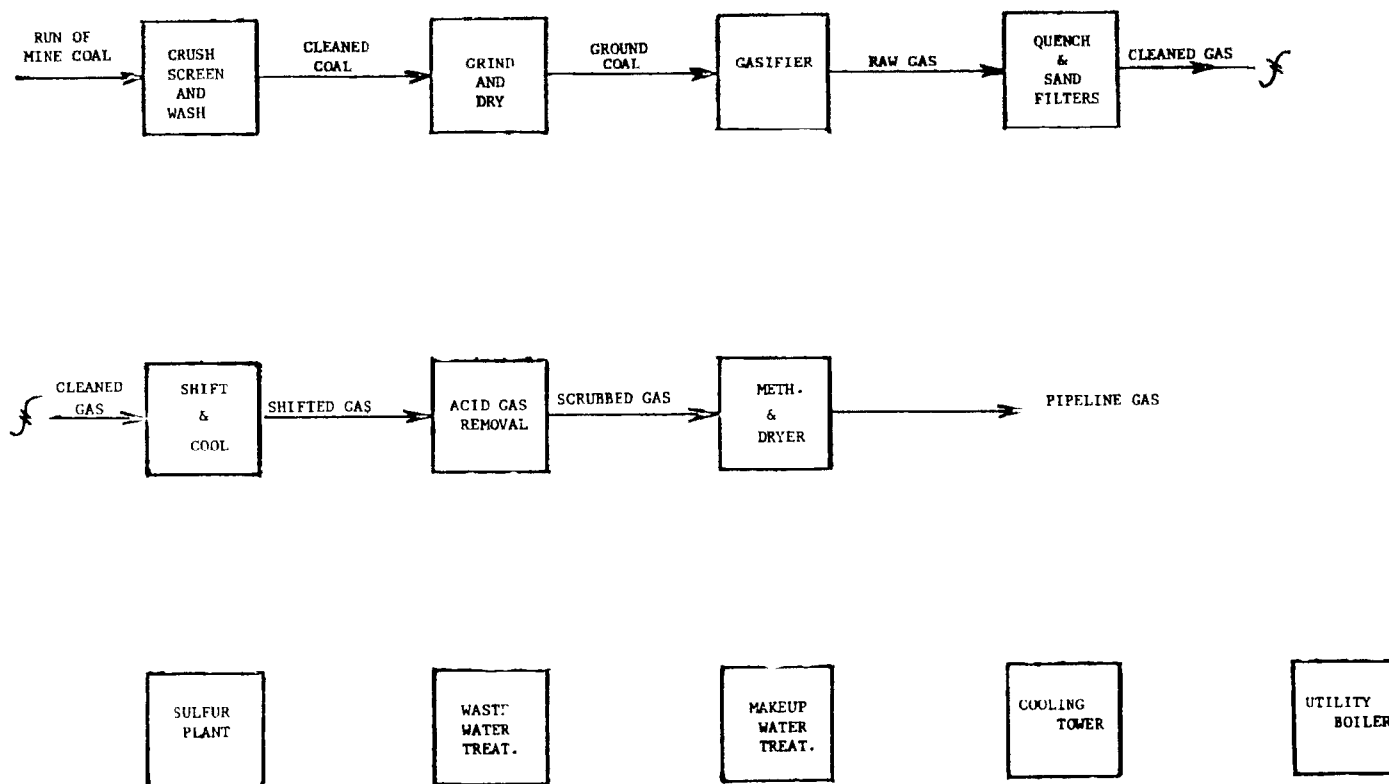 RUN OF
MINE COAL
CRUSH
SCREEN
AND
WASH
CLEANED
COAL
GRIND
AND
DRY
GROUND
COAL
GASIFIER
RAW GAS
QUENCH
&
SAND
FILTERS
CLEANED GAS
CLEANED
GAS
SHIFT
&
COOL
SHIFTED GAS
ACID GAS
REMOVAL
SCRUBBED GAS
METH.
&
DRYER
PIPELINE GAS
SULFUR
PLANT
WASTE
WATER
TREAT.
MAKEUP
WATER
TREAT.
COOLING
TOWER
UTILITY
BOILER